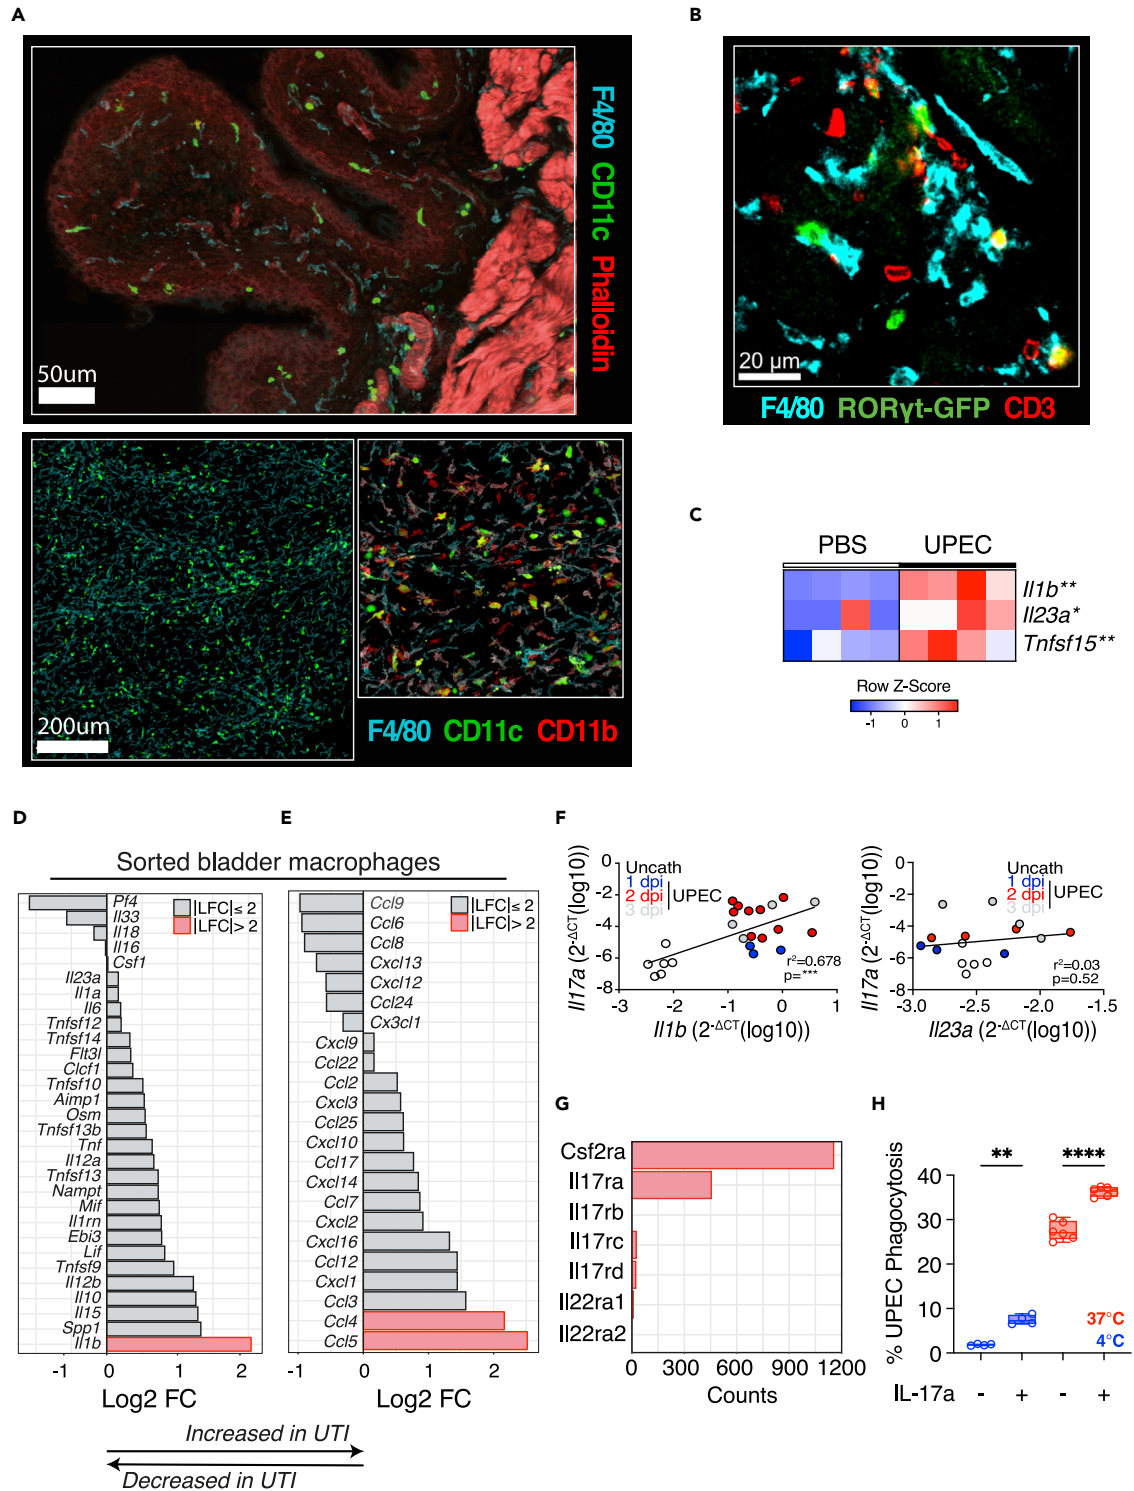 A
F4/80 CD11c Phalloidin
50um
200um
F4/80 CD11c CD11b
B
20 µm
F4/80 RORγt-GFP CD3
C
PBS UPEC
Il1b**
Il23a*
Tnfsf15**
Row Z-Score
-1 0 1
D
E
Sorted bladder macrophages
|LFC|≤ 2
|LFC|> 2
Pf4
Il33
Il18
Il16
Csf1
Il23a
Il1a
Il6
Tnfsf12
Tnfsf14
Flt3l
Clcf1
Tnfsf10
Aimp1
Osm
Tnfsf13b
Tnf
Il12a
Tnfsf13
Nampt
Mif
Il1rn
Ebi3
Lif
Tnfsf9
Il12b
Il10
Il15
Spp1
Il1b
-1 0 1 2
Log2 FC
|LFC|≤ 2
|LFC|> 2
Ccl9
Ccl6
Ccl8
Cxcl13
Cxcl12
Ccl24
Cx3cl1
Cxcl9
Ccl22
Ccl2
Cxcl3
Ccl25
Cxcl10
Ccl17
Cxcl14
Ccl7
Cxcl2
Cxcl16
Ccl12
Cxcl1
Ccl3
Ccl4
Ccl5
-1 0 1 2
Log2 FC
Increased in UTI
Decreased in UTI
F
Il17a (2-ΔCT(log10))
0
-2
-4
-6
-8
Uncath
1 dpi
2 dpi
3 dpi
UPEC
r²=0.678
p=***
-3 -2 -1 0 1
Il1b (2-ΔCT(log10))
Il17a (2-ΔCT(log10))
0
-2
-4
-6
-8
Uncath
1 dpi
2 dpi
3 dpi
UPEC
r²=0.03
p=0.52
-3.0 -2.5 -2.0 -1.5
Il23a (2-ΔCT(log10))
G
Csf2ra
Il17ra
Il17rb
Il17rc
Il17rd
Il22ra1
Il22ra2
0 300 600 900 1200
Counts
H
% UPEC Phagocytosis
** ****
40
30
20
10
0
37°C
4°C
IL-17a - + - +